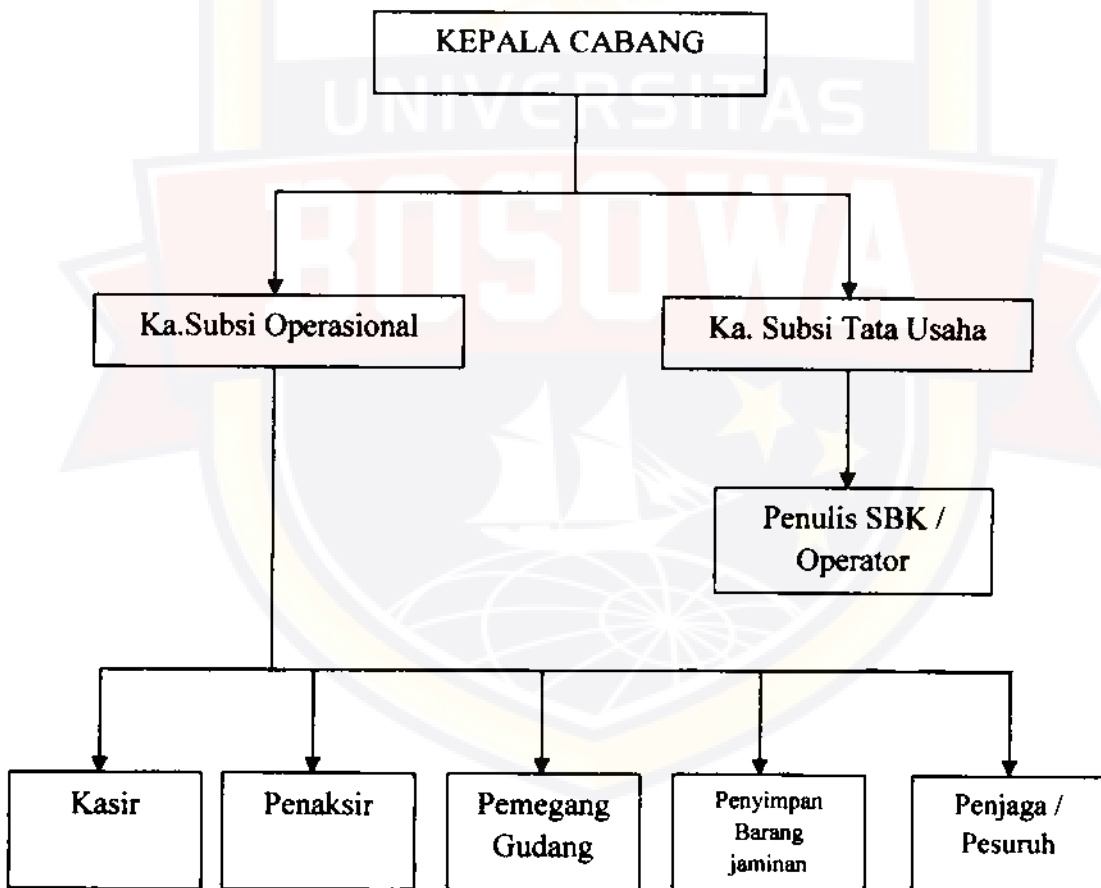 KEPALA CABANG
UNIVERSITAS
BOSOWA
Ka.Subsi Operasional
Ka. Subsi Tata Usaha
Penulis SBK /
Operator
Kasir
Penaksir
Pemegang
Gudang
Penyimpan
Barang
jaminan
Penjaga /
Pesuruh